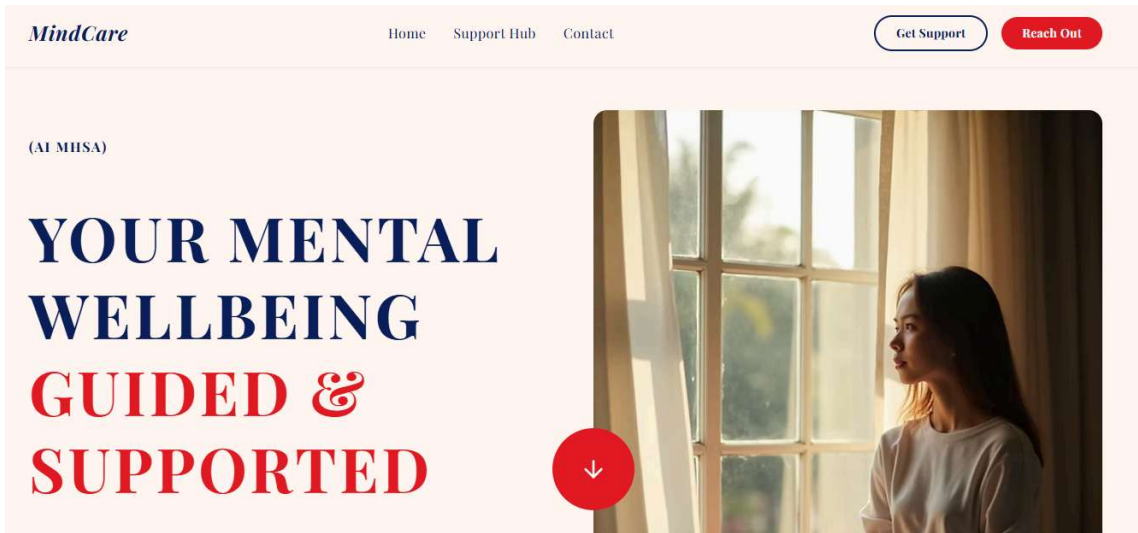 MindCare
Home Support Hub Contact
Get Support Reach Out
(AI MHSA)
YOUR MENTAL
WELLBEING
GUIDED &
SUPPORTED